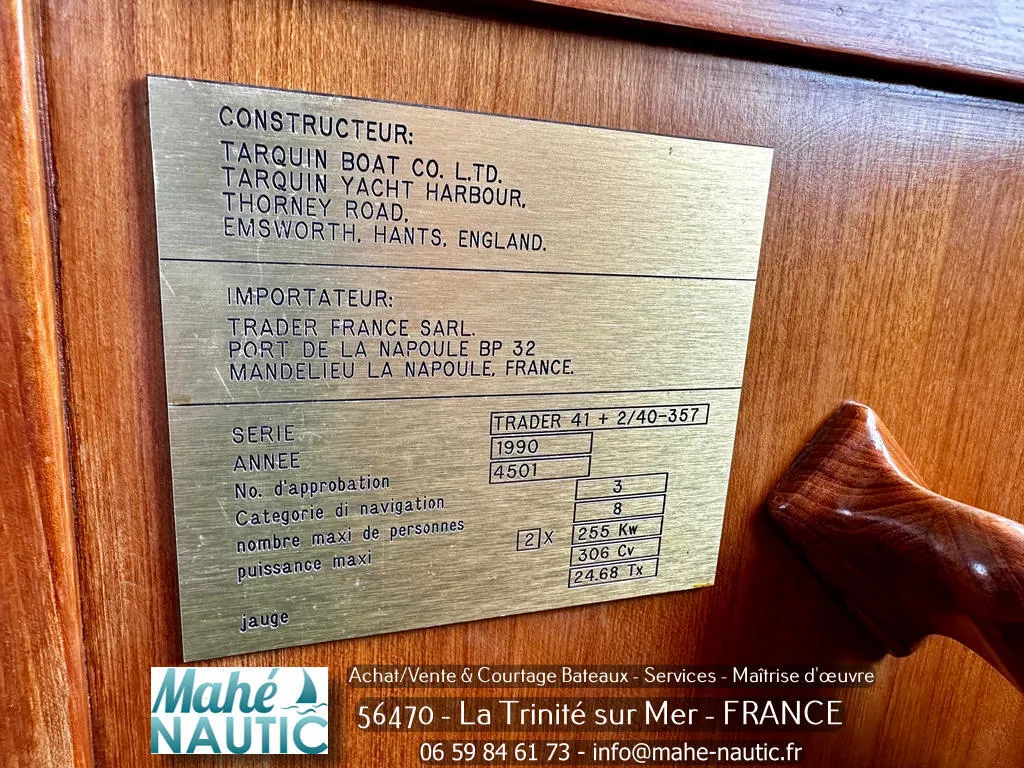 CONSTRUCTEUR:
TARQUIN BOAT CO. L.TD.
TARQUIN YACHT HARBOUR,
THORNEY ROAD,
EMSWORTH, HANTS, ENGLAND.
IMPORTATEUR:
TRADER FRANCE SARL.
PORT DE LA NAPOULE BP 32
MANDELIEU LA NAPOULE, FRANCE.
SERIE TRADER 41 + 2/40-357
ANNEE 1990
No. d'approbation 4501
Categorie di navigation 3
nombre maxi de personnes 8
puissance maxi 2 X 255 Kw
306 Cv
jauge 24.68 Tx
Mahé NAUTIC
Achat/Vente & Courtage Bateaux - Services - Maîtrise d'œuvre
56470 - La Trinité sur Mer - FRANCE
06 59 84 61 73 - info@mahe-nautic.fr